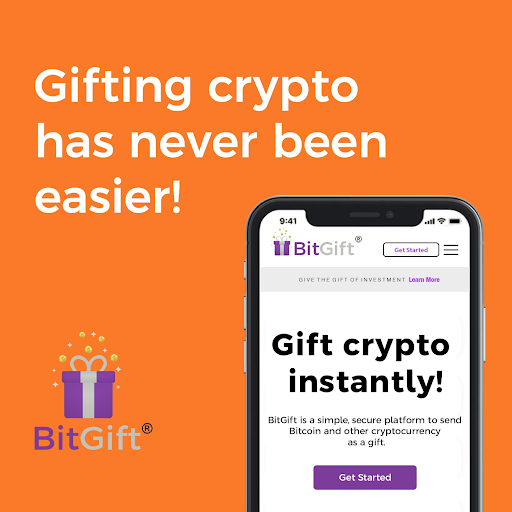 Gifting crypto
has never been
easier!
9:41
BitGift®
Get Started
GIVE THE GIFT OF INVESTMENT Learn More
Gift crypto
instantly!
BitGift is a simple, secure platform to send
Bitcoin and other cryptocurrency
as a gift.
Get Started
BitGift®